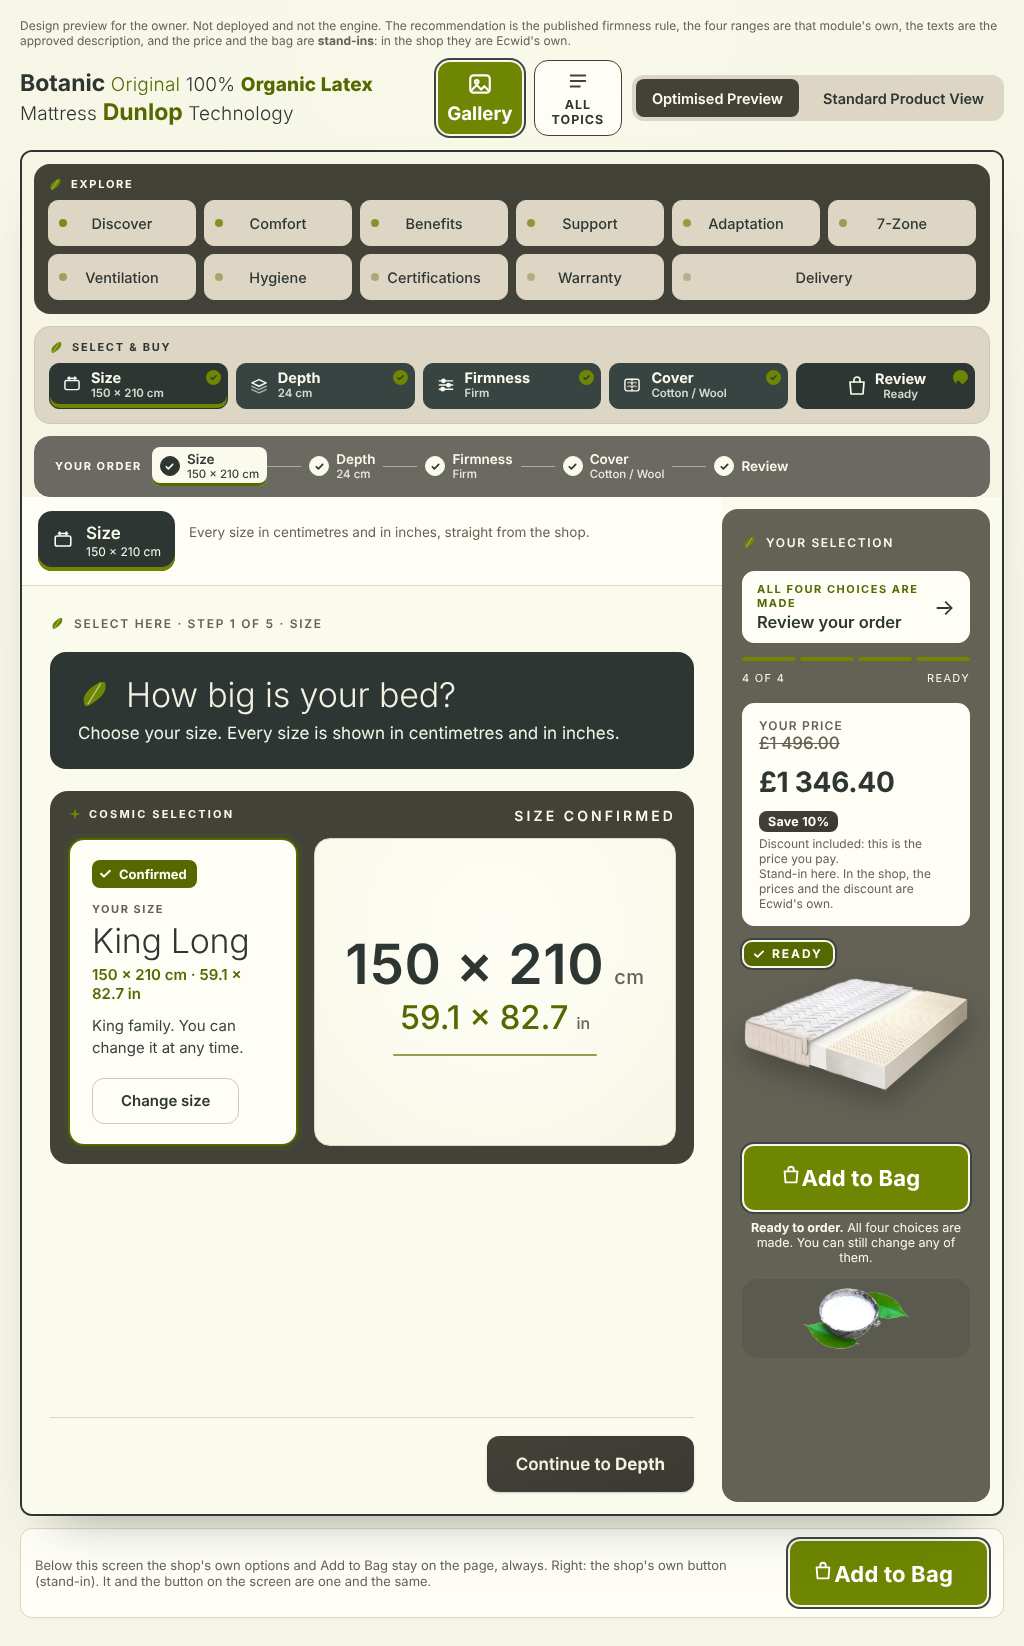 Design preview for the owner. Not deployed and not the engine. The recommendation is the published firmness rule, the four ranges are that module's own, the texts are the
approved description, and the price and the bag are stand-ins: in the shop they are Ecwid's own.
Botanic Original 100% Organic Latex
Mattress Dunlop Technology
Gallery
ALL
TOPICS
Optimised Preview
Standard Product View
EXPLORE
Discover
Comfort
Benefits
Support
Adaptation
7-Zone
Ventilation
Hygiene
Certifications
Warranty
Delivery
SELECT & BUY
Size
150 × 210 cm
Depth
24 cm
Firmness
Firm
Cover
Cotton / Wool
Review
Ready
YOUR ORDER
Size
150 × 210 cm
Depth
24 cm
Firmness
Firm
Cover
Cotton / Wool
Review
Size
150 × 210 cm
Every size in centimetres and in inches, straight from the shop.
SELECT HERE · STEP 1 OF 5 · SIZE
How big is your bed?
Choose your size. Every size is shown in centimetres and in inches.
COSMIC SELECTION
SIZE CONFIRMED
Confirmed
YOUR SIZE
King Long
150 × 210 cm · 59.1 ×
82.7 in
King family. You can
change it at any time.
Change size
150 × 210 cm
59.1 × 82.7 in
Continue to Depth
YOUR SELECTION
ALL FOUR CHOICES ARE
MADE
Review your order
4 OF 4
READY
YOUR PRICE
£1 496.00
£1 346.40
Save 10%
Discount included: this is the
price you pay.
Stand-in here. In the shop, the
prices and the discount are
Ecwid's own.
READY
Add to Bag
Ready to order. All four choices are
made. You can still change any of
them.
Below this screen the shop's own options and Add to Bag stay on the page, always. Right: the shop's own button
(stand-in). It and the button on the screen are one and the same.
Add to Bag